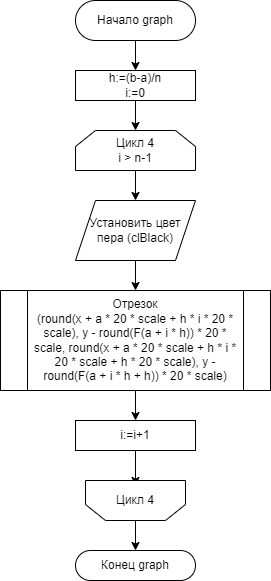 Начало graph
h:=(b-a)/n
i:=0
Цикл 4
i > n-1
Установить цвет
пера (clBlack)
Отрезок
(round(x + a * 20 * scale + h * i * 20 *
scale), y - round(F(a + i * h)) * 20 *
scale, round(x + a * 20 * scale + h * i *
20 * scale + h * 20 * scale), y -
round(F(a + i * h + h)) * 20 * scale)
i:=i+1
Цикл 4
Конец graph